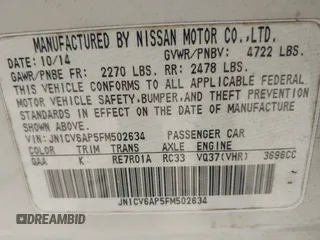 MANUFACTURED BY NISSAN MOTOR CO.,LTD.
DATE: 10/14 GVWR/PNBV: 4722 LBS.
GAWR/PNBE FR: 2270 LBS. RR: 2478 LBS.
THIS VEHICLE CONFORMS TO ALL APPLICABLE FEDERAL
MOTOR VEHICLE SAFETY, BUMPER, AND THEFT PREVENTION
STANDARDS IN EFFECT ON THE DATE OF MANUFACTURE
SHOWN ABOVE.
VIN: JN1CV6AP5FM502634 PASSENGER CAR
COLOR TRIM TRANS AXLE ENGINE
QAA K RE7R01A RC33 VQ37(VHR) 3696CC
JN1CV6AP5FM502634
DREAMBID